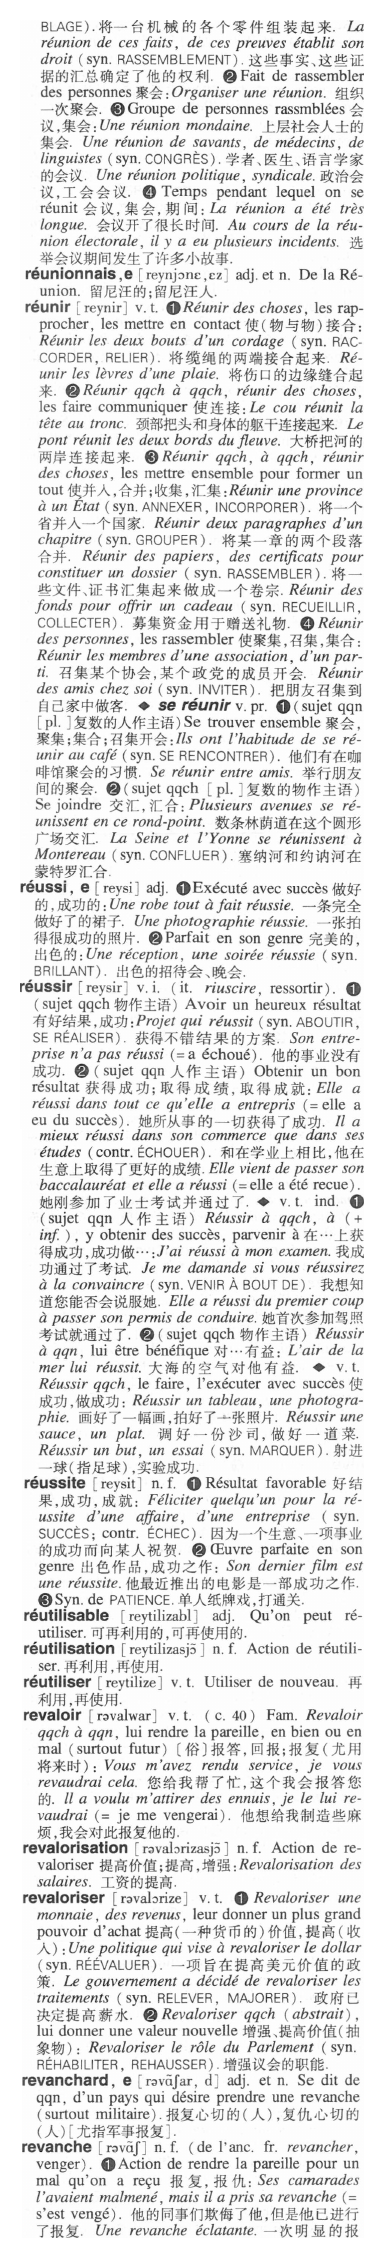 BLAGE). 将一台机械的各个零件组装起来. La
réunion de ces faits, de ces preuves établit son
droit (syn. RASSEMBLEMENT). 这些事实、这些证
据的汇总确定了他的权利. ❷ Fait de rassembler
des personnes 聚会: Organiser une réunion. 组织
一次聚会. ❸ Groupe de personnes rassmblées 会
议,集会: Une réunion mondaine. 上层社会人士的
集会. Une réunion de savants, de médecins, de
linguistes (syn. CONGRÈS). 学者、医生、语言学家
的会议. Une réunion politique, syndicale. 政治会
议,工会会议. ❹ Temps pendant lequel on se
réunit 会议,集会,期间: La réunion a été très
longue. 会议开了很长时间. Au cours de la réu-
nion électorale, il y a eu plusieurs incidents. 选
举会议期间发生了许多小故事.
réunionnais, e [reynjɔnɛ, ɛz] adj. et n. De la Ré-
union. 留尼汪的;留尼汪人.
réunir [reynir] v. t. ❶ Réunir des choses, les rap-
procher, les mettre en contact 使(物与物)接合:
Réunir les deux bouts d'un cordage (syn. RAC-
CORDER, RELIER). 将缆绳的两端接合起来. Ré-
unir les lèvres d'une plaie. 将伤口的边缘缝合起
来. ❷ Réunir qqch à qqch, réunir des choses,
les faire communiquer 使连接: Le cou réunit la
tête au tronc. 颈部把头和身体的躯干连接起来. Le
pont réunit les deux bords du fleuve. 大桥把河的
两岸连接起来. ❸ Réunir qqch, à qqch, réunir
des choses, les mettre ensemble pour former un
tout 使并入,合并;收集,汇集: Réunir une province
à un État (syn. ANNEXER, INCORPORER). 将一个
省并入一个国家. Réunir deux paragraphes d'un
chapitre (syn. GROUPER). 将某一章的两个段落
合并. Réunir des papiers, des certificats pour
constituer un dossier (syn. RASSEMBLER). 将一
些文件、证书汇集起来做成一个卷宗. Réunir des
fonds pour offrir un cadeau (syn. RECUEILLIR,
COLLECTER). 募集资金用于赠送礼物. ❹ Réunir
des personnes, les rassembler 使聚集,召集,集合:
Réunir les membres d'une association, d'un par-
ti. 召集某个协会,某个政党的成员开会. Réunir
des amis chez soi (syn. INVITER). 把朋友召集到
自己家中做客. ◆ se réunir v. pr. ❶ (sujet qqn
[pl.]复数的人作主语) Se trouver ensemble 聚会,
聚集;集合;召集开会: Ils ont l'habitude de se ré-
unir au café (syn. SE RENCONTRER). 他们有在咖
啡馆聚会的习惯. Se réunir entre amis. 举行朋友
间的聚会. ❷ (sujet qqch [pl.]复数的物作主语)
Se joindre 交汇,汇合: Plusieurs avenues se ré-
unissent en ce rond-point. 数条林荫道在这个圆形
广场交汇. La Seine et l'Yonne se réunissent à
Montereau (syn. CONFLUER). 塞纳河和约讷河在
蒙特罗汇合.
réussi, e [reysi] adj. ❶ Exécuté avec succès 做好
的,成功的: Une robe tout à fait réussie. 一条完全
做好了的裙子. Une photographie réussie. 一张拍
得很成功的照片. ❷ Parfait en son genre 完美的,
出色的: Une réception, une soirée réussie (syn.
BRILLANT). 出色的招待会、晚会.
réussir [reysir] v. i. (it. riuscire, ressortir). ❶
(sujet qqch 物作主语) Avoir un heureux résultat
有好结果,成功: Projet qui réussit (syn. ABOUTIR,
SE RÉALISER). 获得不错结果的方案. Son entre-
prise n'a pas réussi (= a échoué). 他的事业没有
成功. ❷ (sujet qqn 人作主语) Obtenir un bon
résultat 获得成功;取得成绩,取得成就: Elle a
réussi dans tout ce qu'elle a entrepris (= elle a
eu du succès). 她所从事的一切获得了成功. Il a
mieux réussi dans son commerce que dans ses
études (contr. ÉCHOUER). 和在学业上相比,他在
生意上取得了更好的成绩. Elle vient de passer son
baccalauréat et elle a réussi (= elle a été recue).
她刚参加了业士考试并通过了. ◆ v. t. ind. ❶
(sujet qqn 人作主语) Réussir à qqch, à (+
inf.), y obtenir des succès, parvenir à 在…上获
得成功,成功做…: J'ai réussi à mon examen. 我成
功通过了考试. Je me damande si vous réussirez
à la convaincre (syn. VENIR À BOUT DE). 我想知
道您能否会说服她. Elle a réussi du premier coup
à passer son permis de conduire. 她首次参加驾照
考试就通过了. ❷ (sujet qqch 物作主语) Réussir
à qqn, lui être bénéfique 对…有益: L'air de la
mer lui réussit. 大海的空气对他有益. ◆ v. t.
Réussir qqch, le faire, l'exécuter avec succès 使
成功,做成功: Réussir un tableau, une photogra-
phie. 画好了一幅画,拍好了一张照片. Réussir une
sauce, un plat. 调好一份沙司,做好一道菜.
Réussir un but, un essai (syn. MARQUER). 射进
一球(指足球),实验成功.
réussite [reysit] n. f. ❶ Résultat favorable 好结
果,成功,成就: Féliciter quelqu'un pour la ré-
ussite d'une affaire, d'une entreprise (syn.
SUCCÈS; contr. ÉCHEC). 因为一个生意、一项事业
的成功而向某人祝贺. ❷ Œuvre parfaite en son
genre 出色作品,成功之作: Son dernier film est
une réussite. 他最近推出的电影是一部成功之作.
❸ Syn. de PATIENCE. 单人纸牌戏,打通关.
réutilisable [reytilizabl] adj. Qu'on peut ré-
utiliser. 可再利用的,可再使用的.
réutilisation [reytilizasjɔ̃] n. f. Action de réutili-
ser. 再利用,再使用.
réutiliser [reytilize] v. t. Utiliser de nouveau. 再
利用,再使用.
revaloir [rəvalwar] v. t. (c. 40) Fam. Revaloir
qqch à qqn, lui rendre la pareille, en bien ou en
mal (surtout futur) [俗]报答,回报;报复(尤用
将来时): Vous m'avez rendu service, je vous
revaudrai cela. 您给我帮了忙,这个我会报答您
的. Il a voulu m'attirer des ennuis, je le lui re-
vaudrai (= je me vengerai). 他想给我制造些麻
烦,我会对此报复他的.
revalorisation [rəvalɔrizasjɔ̃] n. f. Action de re-
valoriser 提高价值;提高,增强: Revalorisation des
salaires. 工资的提高.
revaloriser [rəvalɔrize] v. t. ❶ Revaloriser une
monnaie, des revenus, leur donner un plus grand
pouvoir d'achat 提高(一种货币的)价值,提高(收
入): Une politique qui vise à revaloriser le dollar
(syn. RÉÉVALUER). 一项旨在提高美元价值的政
策. Le gouvernement a décidé de revaloriser les
traitements (syn. RELEVER, MAJORER). 政府已
决定提高薪水. ❷ Revaloriser qqch (abstrait),
lui donner une valeur nouvelle 增强、提高价值(抽
象物): Revaloriser le rôle du Parlement (syn.
RÉHABILITER, REHAUSSER). 增强议会的职能.
revanchard, e [rəvɑ̃ʃar, d] adj. et n. Se dit de
qqn, d'un pays qui désire prendre une revanche
(surtout militaire). 报复心切的(人),复仇心切的
(人)[尤指军事报复].
revanche [rəvɑ̃ʃ] n. f. (de l'anc. fr. revancher,
venger). ❶ Action de rendre la pareille pour un
mal qu'on a reçu 报复,报仇: Ses camarades
l'avaient malmené, mais il a pris sa revanche (=
s'est vengé). 他的同事们欺侮了他,但是他已进行
了报复. Une revanche éclatante. 一次明显的报